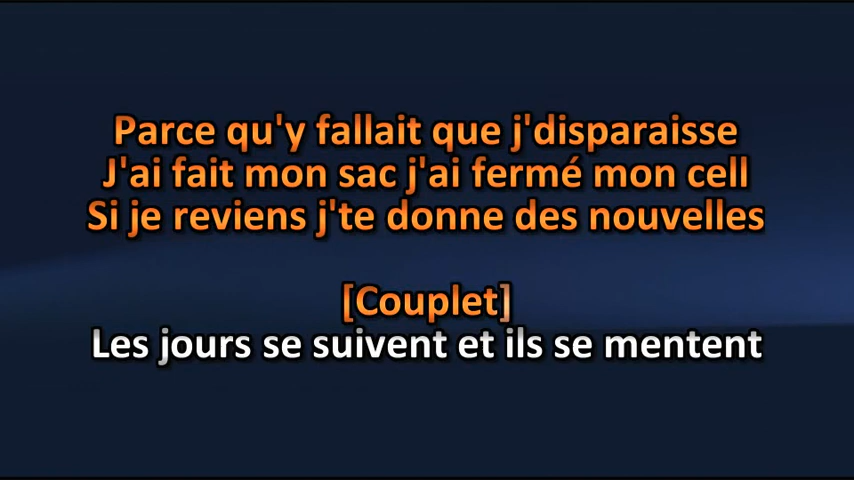 Parce qu'y fallait que j'disparaisse
J'ai fait mon sac j'ai fermé mon cell
Si je reviens j'te donne des nouvelles
[Couplet]
Les jours se suivent et ils se mentent